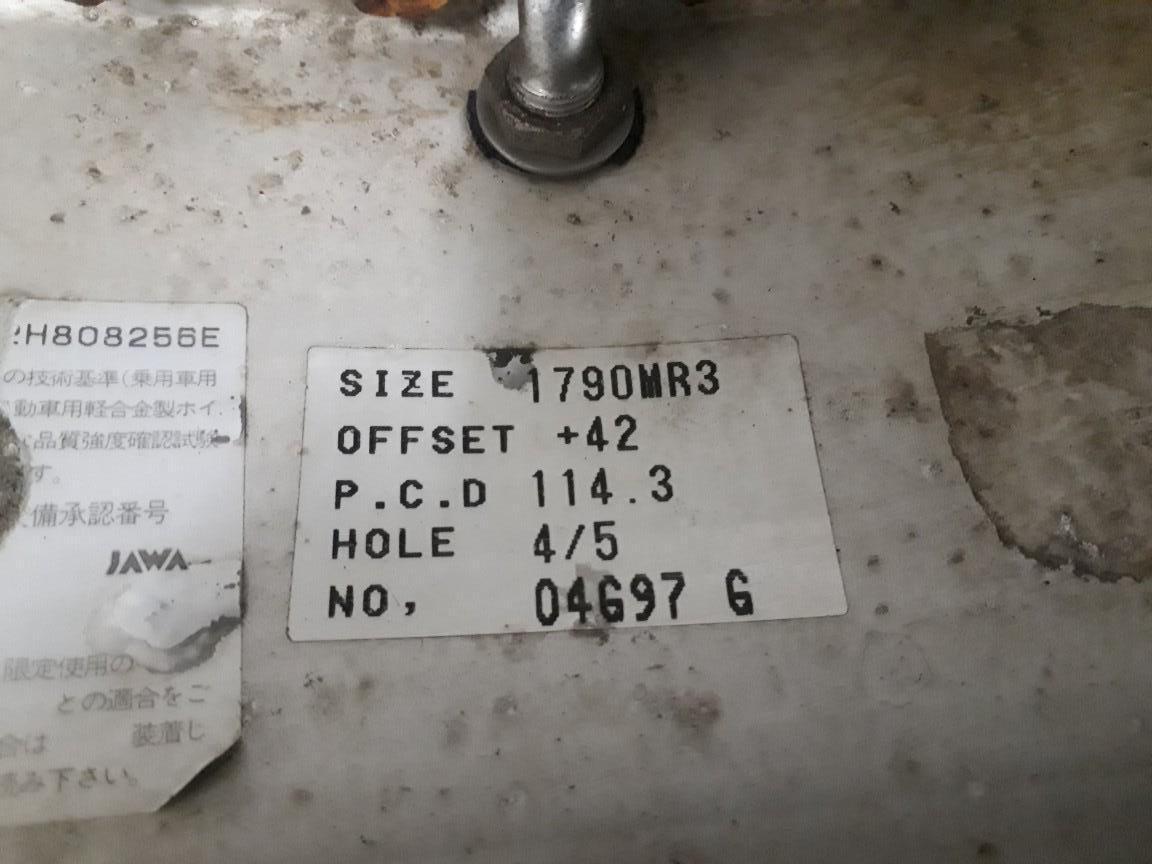 H808256E
の技術基準(乗用車用
動車用軽合金製ホイ
品質強度確認試験
す。
備承認番号
JAWA
限定使用の
との適合をご
合は 装着し
読み下さい。
SIZE 1790MR3
OFFSET +42
P.C.D 114.3
HOLE 4/5
NO, 04G97 G